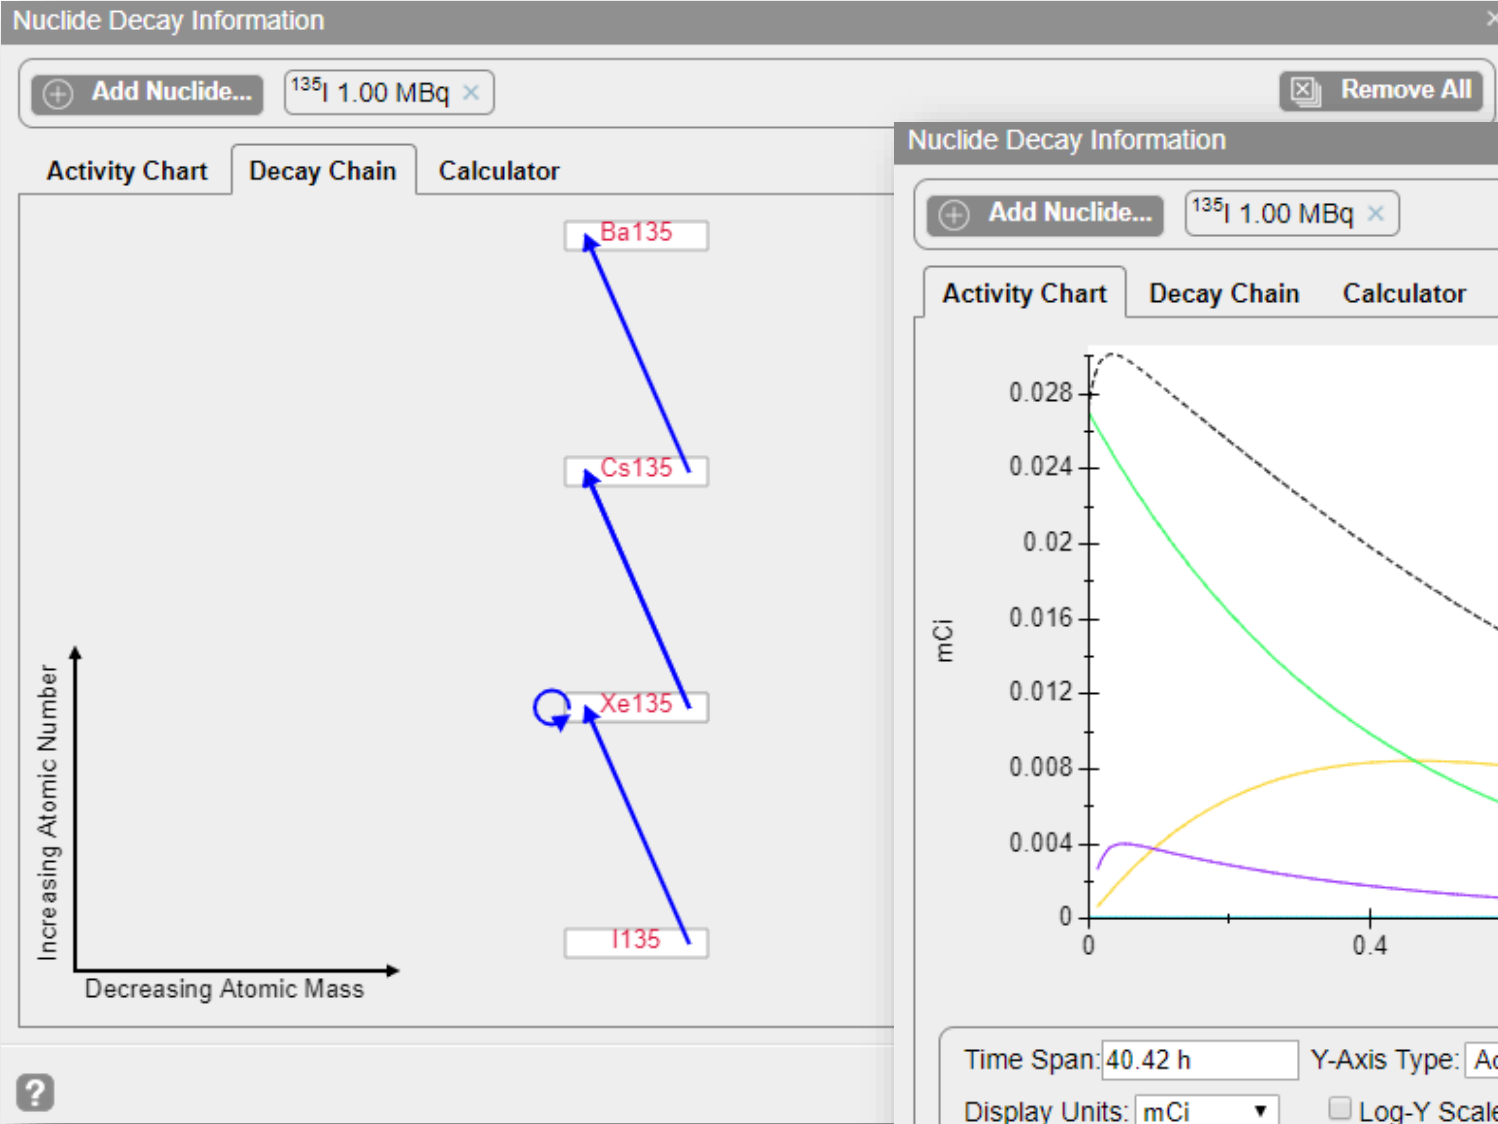 Nuclide Decay Information
Add Nuclide...
135I 1.00 MBq
Remove All
Activity Chart
Decay Chain
Calculator
Ba135
Cs135
Xe135
I135
Increasing Atomic Number
Decreasing Atomic Mass
?
Nuclide Decay Information
Add Nuclide...
135I 1.00 MBq
Activity Chart
Decay Chain
Calculator
mCi
0.028
0.024
0.02
0.016
0.012
0.008
0.004
0
0
0.4
Time Span: 40.42 h
Y-Axis Type: Ac
Display Units: mCi
Log-Y Scale